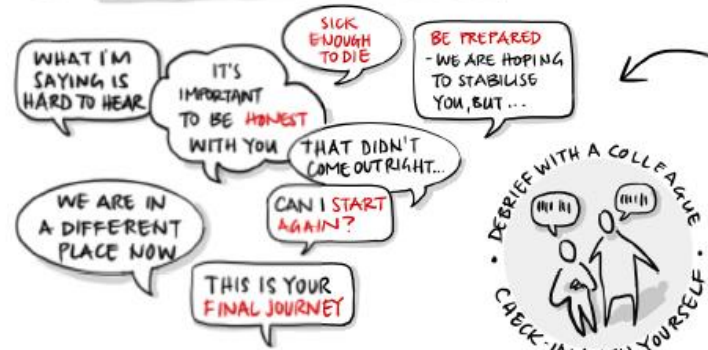 WHAT I'M
SAYING IS
HARD TO HEAR
IT'S
IMPORTANT
TO BE HONEST
WITH YOU
SICK
ENOUGH
TO DIE
BE PREPARED
- WE ARE HOPING
TO STABILISE
YOU, BUT...
THAT DIDN'T
COME OUT RIGHT...
CAN I START
AGAIN?
WE ARE IN
A DIFFERENT
PLACE NOW
THIS IS YOUR
FINAL JOURNEY
DEBRIEF WITH A COLLEAGUE
CHECK-IN YOURSELF